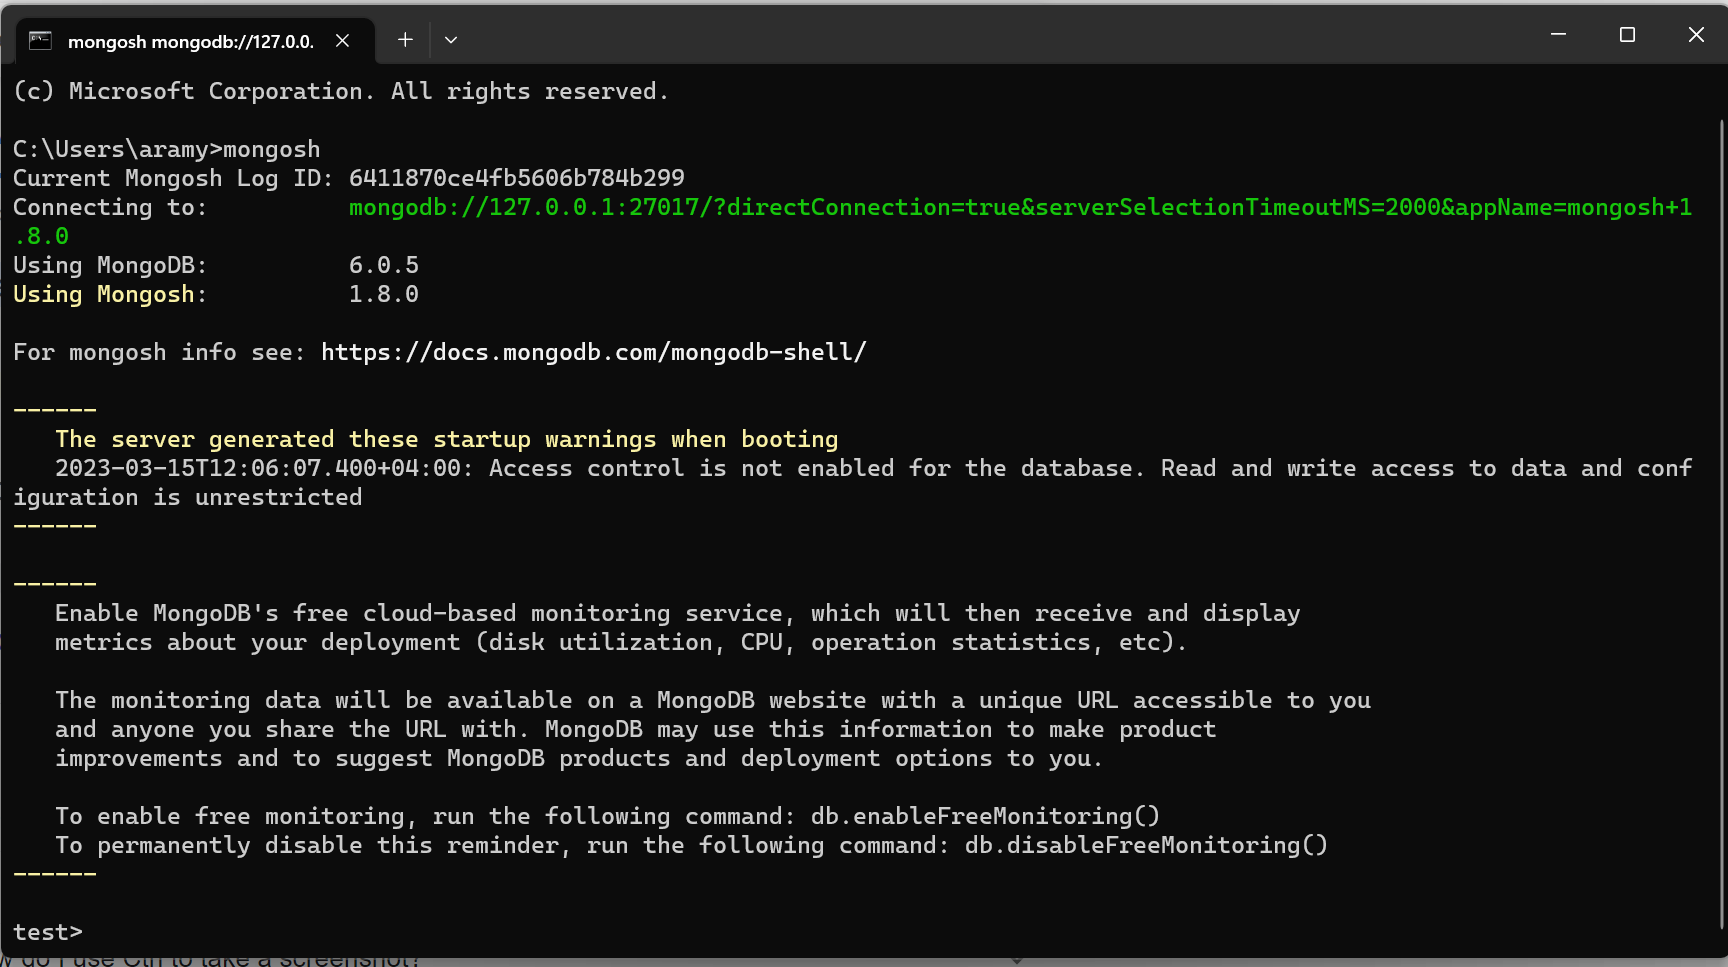 mongosh mongodb://127.0.0.
(c) Microsoft Corporation. All rights reserved.
C:\Users\aramy>mongosh
Current Mongosh Log ID: 6411870ce4fb5606b784b299
Connecting to: mongodb://127.0.0.1:27017/?directConnection=true&serverSelectionTimeoutMS=2000&appName=mongosh+1
.8.0
Using MongoDB: 6.0.5
Using Mongosh: 1.8.0
For mongosh info see: https://docs.mongodb.com/mongodb-shell/
------
The server generated these startup warnings when booting
2023-03-15T12:06:07.400+04:00: Access control is not enabled for the database. Read and write access to data and conf
iguration is unrestricted
------
------
Enable MongoDB's free cloud-based monitoring service, which will then receive and display
metrics about your deployment (disk utilization, CPU, operation statistics, etc).
The monitoring data will be available on a MongoDB website with a unique URL accessible to you
and anyone you share the URL with. MongoDB may use this information to make product
improvements and to suggest MongoDB products and deployment options to you.
To enable free monitoring, run the following command: db.enableFreeMonitoring()
To permanently disable this reminder, run the following command: db.disableFreeMonitoring()
------
test>
do I use Ctrl to take a screenshot?